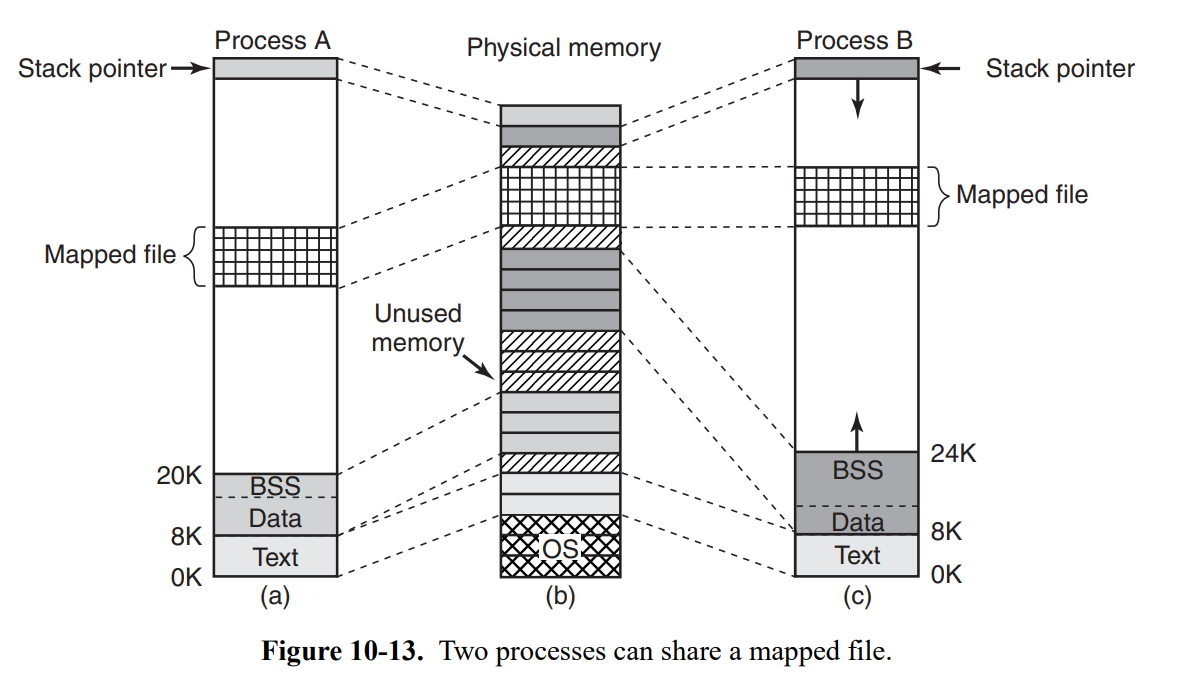 Process A
Physical memory
Process B
Stack pointer
Stack pointer
Mapped file
Mapped file
Unused
memory
20K
BSS
Data
8K
Text
0K
OS
24K
BSS
Data
8K
Text
0K
(a)
(b)
(c)
Figure 10-13. Two processes can share a mapped file.